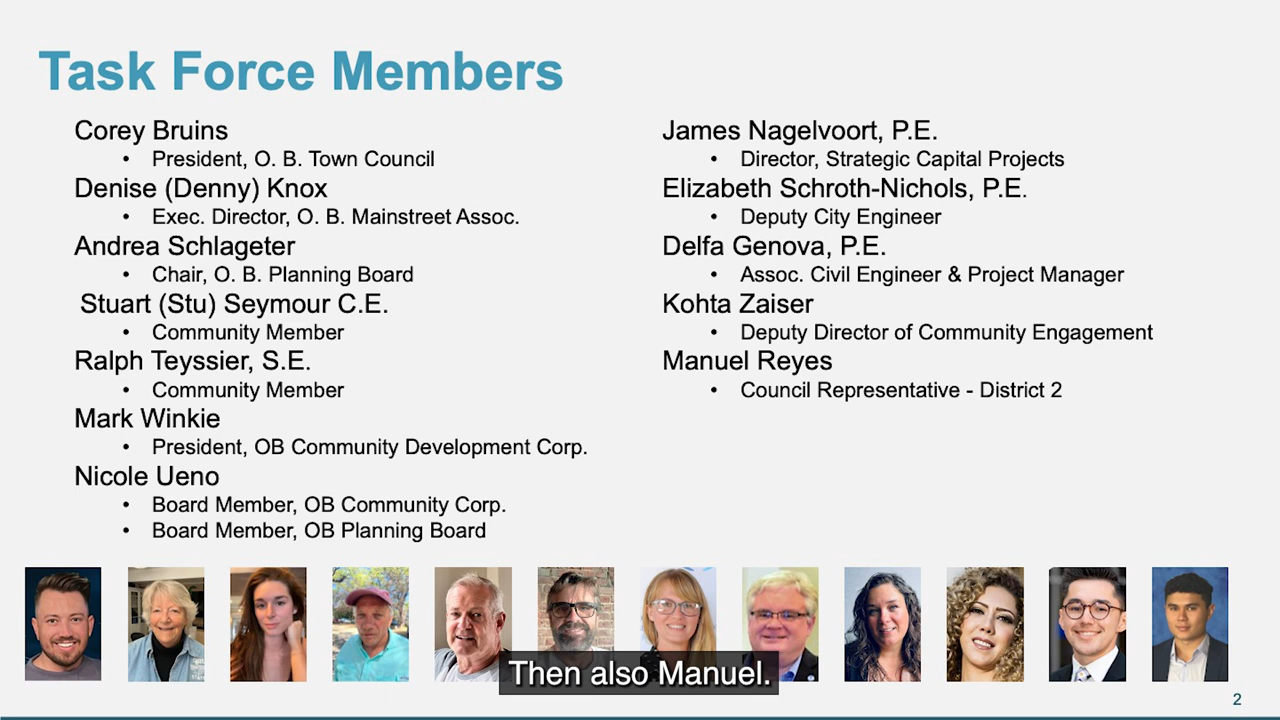 Task Force Members
Corey Bruins
• President, O. B. Town Council
Denise (Denny) Knox
• Exec. Director, O. B. Mainstreet Assoc.
Andrea Schlageter
• Chair, O. B. Planning Board
Stuart (Stu) Seymour C.E.
• Community Member
Ralph Teyssier, S.E.
• Community Member
Mark Winkie
• President, OB Community Development Corp.
Nicole Ueno
• Board Member, OB Community Corp.
• Board Member, OB Planning Board
James Nagelvoort, P.E.
• Director, Strategic Capital Projects
Elizabeth Schroth-Nichols, P.E.
• Deputy City Engineer
Delfa Genova, P.E.
• Assoc. Civil Engineer & Project Manager
Kohta Zaiser
• Deputy Director of Community Engagement
Manuel Reyes
• Council Representative - District 2
Then also Manuel.
2